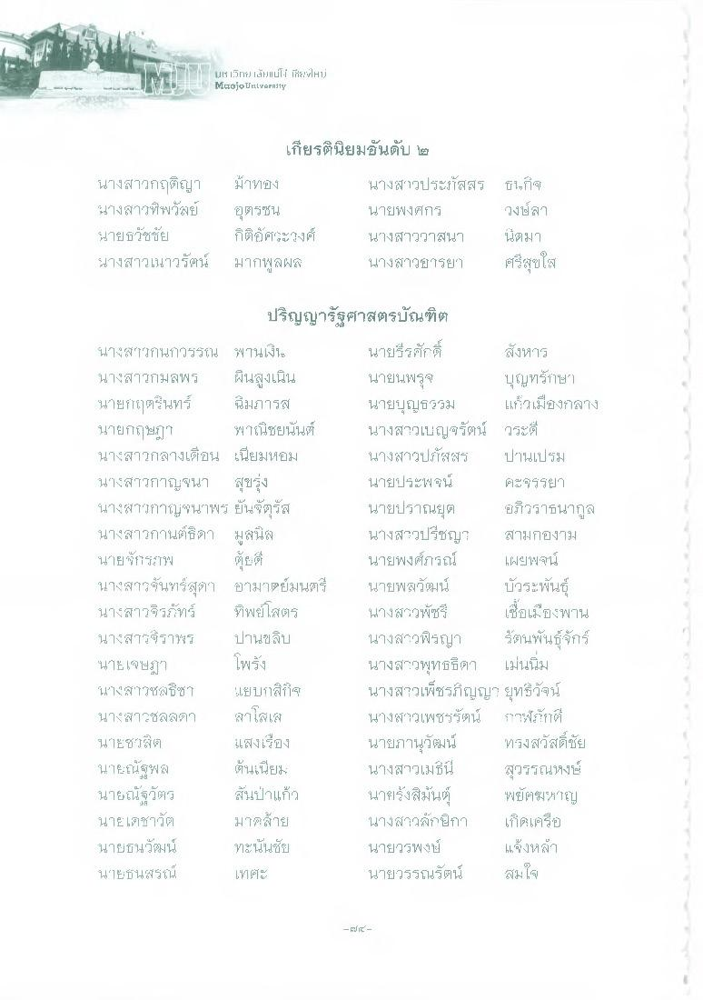 MJU
มหาวิทยาลัยแม่โจ้ เชียงใหม่
Maejo University
เกียรตินิยมอันดับ ๒
นางสาวกฤติญา ม้าทอง นางสาวประภัสสร ธนกิจ
นางสาวทิพวัลย์ อุตรชน นายพงศกร วงษ์ลา
นายธวัชชัย กิติอัศวะวงศ์ นางสาววาสนา นิดมา
นางสาวเนาวรัตน์ มากพูลผล นางสาวอารยา ศรีสุขใส
ปริญญารัฐศาสตรบัณฑิต
นางสาวกนกวรรณ พานเงิน นายธีรศักดิ์ สังหาร
นางสาวกมลพร ผินสูงเนิน นายนพรุจ บุญทรักษา
นายกฤตรินทร์ ฉิมภารส นายบุญธรรม แก้วเมืองกลาง
นายกฤษฎา พาณิชยนันต์ นางสาวเบญจรัตน์ วระดี
นางสาวกลางเดือน เนียมหอม นางสาวปภัสสร ปานเปรม
นางสาวกาญจนา สุขรุ่ง นายประพจน์ คะจรรยา
นางสาวกาญจนาพร ยันจัตุรัส นายปราณยุต อภิวราธนากูล
นางสาวกานต์ธิดา มูลนิล นางสาวปรีชญา สามกองาม
นายจักรภพ ตุ้ยดี นายพงศ์ภรณ์ เผยพจน์
นางสาวจันทร์สุดา อามาตย์มนตรี นายพลวัฒน์ บัวระพันธุ์
นางสาวจิรภัทร์ ทิพย์โสตร นางสาวพัชรี เชื้อเมืองพาน
นางสาวจิราพร ปานขลิบ นางสาวพิรญา รัตนพันธุ์จักร์
นายเจษฎา โพรัง นางสาวพุทธธิดา เม่นนิ่ม
นางสาวชลธิชา แยบกสิกิจ นางสาวเพ็ชรภิญญา ยุทธิวัจน์
นางสาวชลลดา ลาโลเล นางสาวเพชรรัตน์ กาฬภักดี
นายชวลิต แสงเรือง นายภานุวัฒน์ ทรงสวัสดิ์ชัย
นายณัฐพล ต้นเนียม นางสาวเมธินี สุวรรณหงษ์
นายณัฐวัตร สันป่าแก้ว นายรุ้งสิมันตุ์ พยัคฆหาญ
นายเดชาวัต มาคล้าย นางสาวลักษิกา เกิดเครือ
นายธนวัฒน์ ทะนันชัย นายวรพงษ์ แจ้งหล้า
นายธนสรณ์ เทศะ นายวรรณรัตน์ สมใจ
-๗๔-